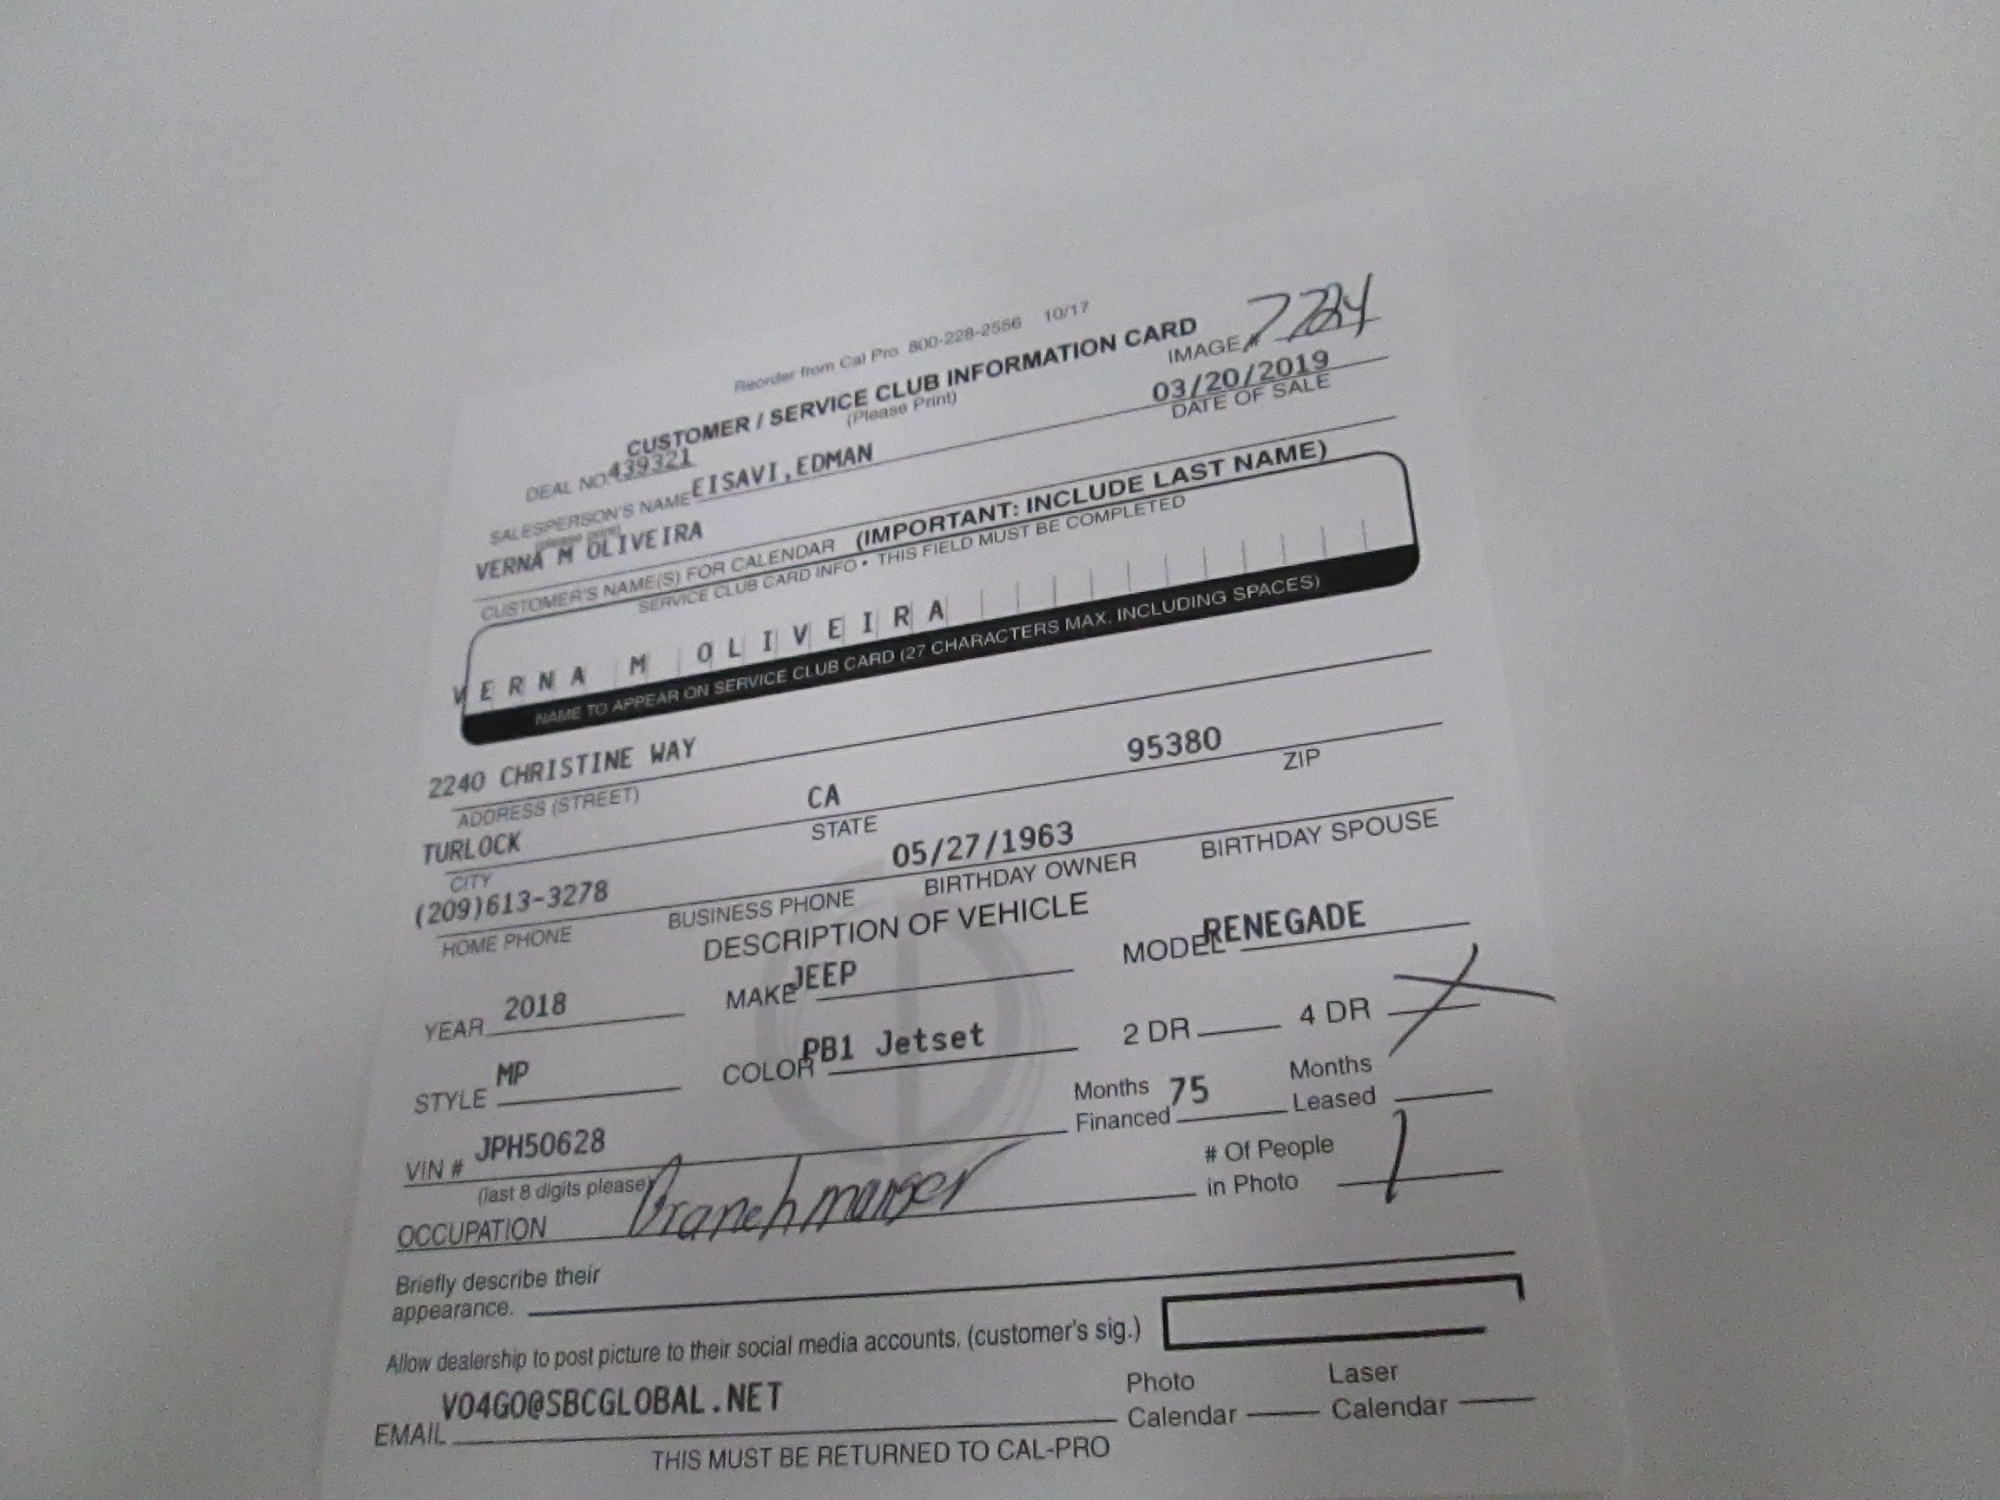 Reorder from Cal Pro 800-228-2556 10/17
CUSTOMER / SERVICE CLUB INFORMATION CARD
(Please Print)
IMAGE #
DEAL NO. 439321
03/20/2019
DATE OF SALE
SALESPERSON'S NAME EISAVI,EDMAN
(please print)
VERNA M OLIVEIRA
CUSTOMER'S NAME(S) FOR CALENDAR (IMPORTANT: INCLUDE LAST NAME)
SERVICE CLUB CARD INFO • THIS FIELD MUST BE COMPLETED
VERNA M OLIVEIRA
NAME TO APPEAR ON SERVICE CLUB CARD (27 CHARACTERS MAX. INCLUDING SPACES)
2240 CHRISTINE WAY
ADDRESS (STREET)
TURLOCK CA 95380
CITY STATE ZIP
(209)613-3278 05/27/1963
HOME PHONE BUSINESS PHONE BIRTHDAY OWNER BIRTHDAY SPOUSE
DESCRIPTION OF VEHICLE
YEAR 2018 MAKE JEEP MODEL RENEGADE
STYLE MP COLOR PB1 Jetset 2 DR 4 DR X
VIN # JPH50628 Months Financed 75 Months Leased
(last 8 digits please)
OCCUPATION Branch manger # Of People in Photo 1
Briefly describe their
appearance.
Allow dealership to post picture to their social media accounts. (customer's sig.)
EMAIL VO4GO@SBCGLOBAL.NET Photo Calendar Laser Calendar
THIS MUST BE RETURNED TO CAL-PRO